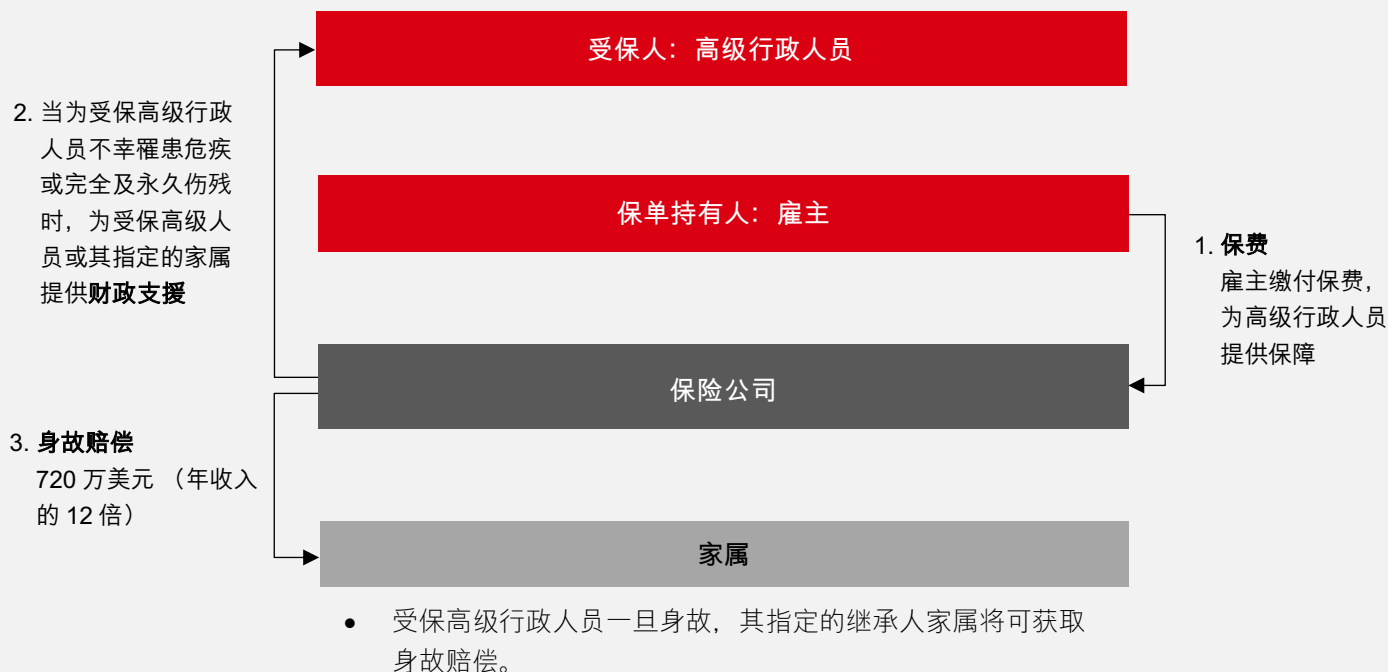 受保人：高级行政人员
2. 当为受保高级行政
人员不幸罹患危疾
或完全及永久伤残
时，为受保高级人
员或其指定的家属
提供财政支援
保单持有人：雇主
1. 保费
雇主缴付保费，
为高级行政人员
提供保障
保险公司
3. 身故赔偿
720 万美元 （年收入
的 12 倍）
家属
• 受保高级行政人员一旦身故，其指定的继承人家属将可获取
身故赔偿。